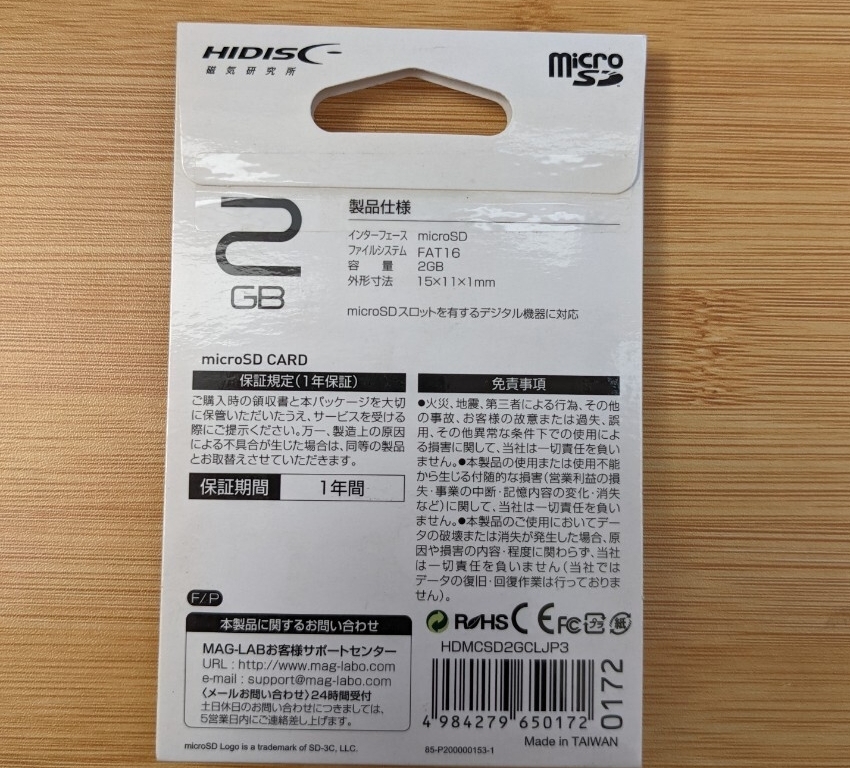 HIDISC
磁気研究所
micro
SD
2
GB
製品仕様
インターフェース microSD
ファイルシステム FAT16
容 量 2GB
外形寸法 15×11×1mm
microSDスロットを有するデジタル機器に対応
microSD CARD
保証規定(1年保証)
ご購入時の領収書と本パッケージを大切
に保管いただいたうえ、サービスを受ける
際にご提示ください。万一、製造上の原因
による不具合が生じた場合は、同等の製品
とお取替えさせていただきます。
保証期間 1年間
免責事項
●火災、地震、第三者による行為、その他
の事故、お客様の故意または過失、誤
用、その他異常な条件下での使用によ
る損害に関して、当社は一切責任を負い
ません。●本製品の使用または使用不能
から生じる付随的な損害(営業利益の損
失・事業の中断・記憶内容の変化・消失
など)に関して、当社は一切責任を負い
ません。●本製品のご使用においてデー
タの破壊または消失が発生した場合、原
因や損害の内容・程度に関わらず、当社
は一切責任を負いません(当社では
データの復旧・回復作業は行っておりま
せん)。
F/P
本製品に関するお問い合わせ
MAG-LABお客様サポートセンター
URL : http://www.mag-labo.com
e-mail : support@mag-labo.com
〈メールお問い合わせ〉24時間受付
土日休日のお問い合わせにつきましては、
5営業日内にご連絡差し上げます。
RoHS CE FC プラ 紙
HDMCSD2GCLJP3
4 984279 650172
0172
Made in TAIWAN
microSD Logo is a trademark of SD-3C, LLC.
85-P200000153-1